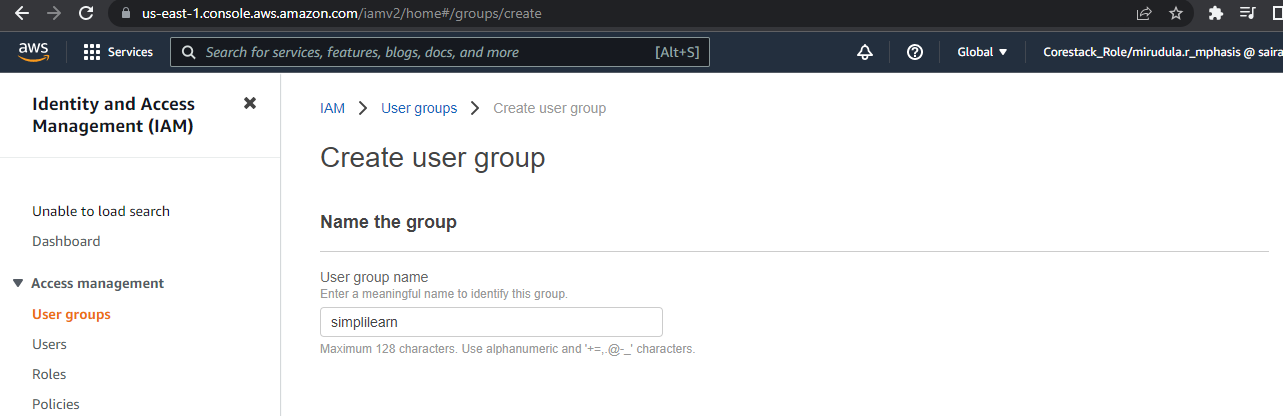 us-east-1.console.aws.amazon.com/iamv2/home#/groups/create
aws
Services
Search for services, features, blogs, docs, and more
[Alt+S]
Global
Corestack_Role/mirudula.r_mphasis @ saira
Identity and Access
Management (IAM)
Unable to load search
Dashboard
Access management
User groups
Users
Roles
Policies
IAM
User groups
Create user group
Create user group
Name the group
User group name
Enter a meaningful name to identify this group.
simplilearn
Maximum 128 characters. Use alphanumeric and '+=,.@-_' characters.